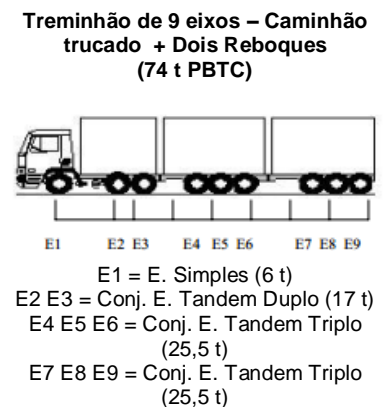 Treminhão de 9 eixos – Caminhão
trucado + Dois Reboques
(74 t PBTC)
E1 E2 E3 E4 E5 E6 E7 E8 E9
E1 = E. Simples (6 t)
E2 E3 = Conj. E. Tandem Duplo (17 t)
E4 E5 E6 = Conj. E. Tandem Triplo
(25,5 t)
E7 E8 E9 = Conj. E. Tandem Triplo
(25,5 t)